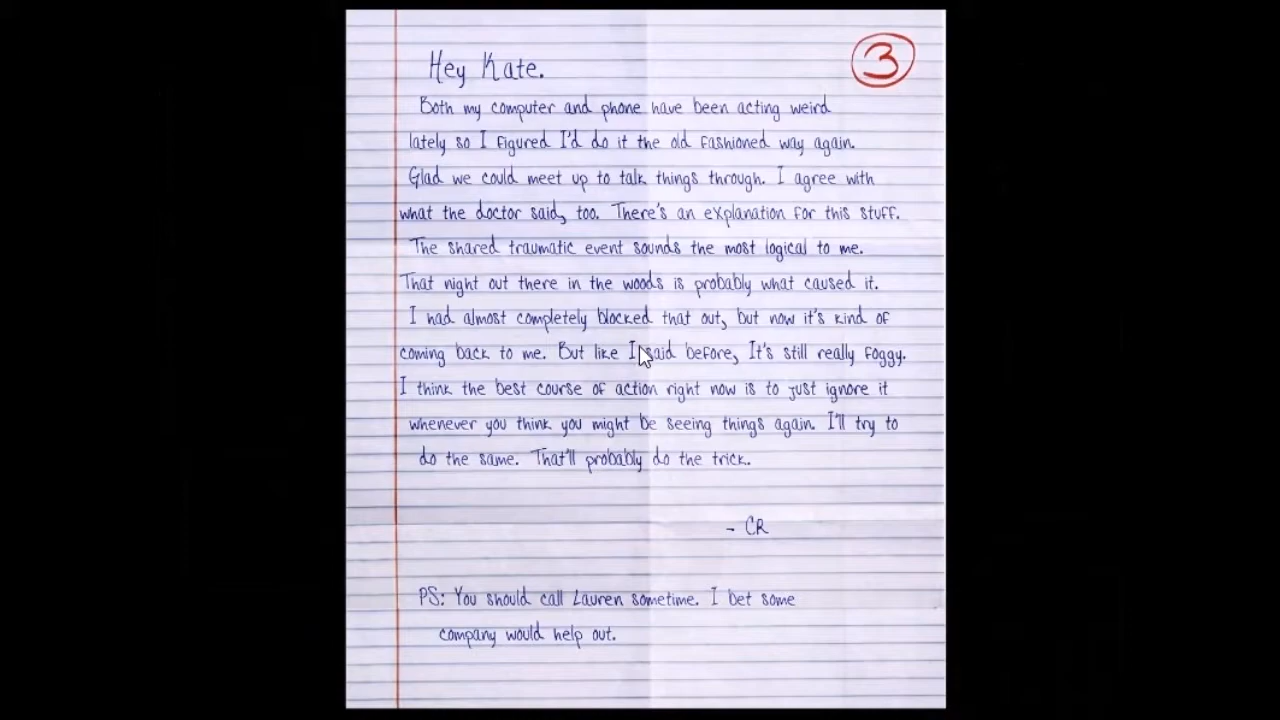 Hey Kate.
3
Both my computer and phone have been acting weird
lately so I figured I'd do it the old fashioned way again.
Glad we could meet up to talk things through. I agree with
what the doctor said, too. There's an explanation for this stuff.
The shared traumatic event sounds the most logical to me.
That night out there in the woods is probably what caused it.
I had almost completely blocked that out, but now it's kind of
coming back to me. But like I said before, It's still really foggy.
I think the best course of action right now is to just ignore it
whenever you think you might be seeing things again. I'll try to
do the same. That'll probably do the trick.
- CR
PS: You should call Lauren sometime. I bet some
company would help out.